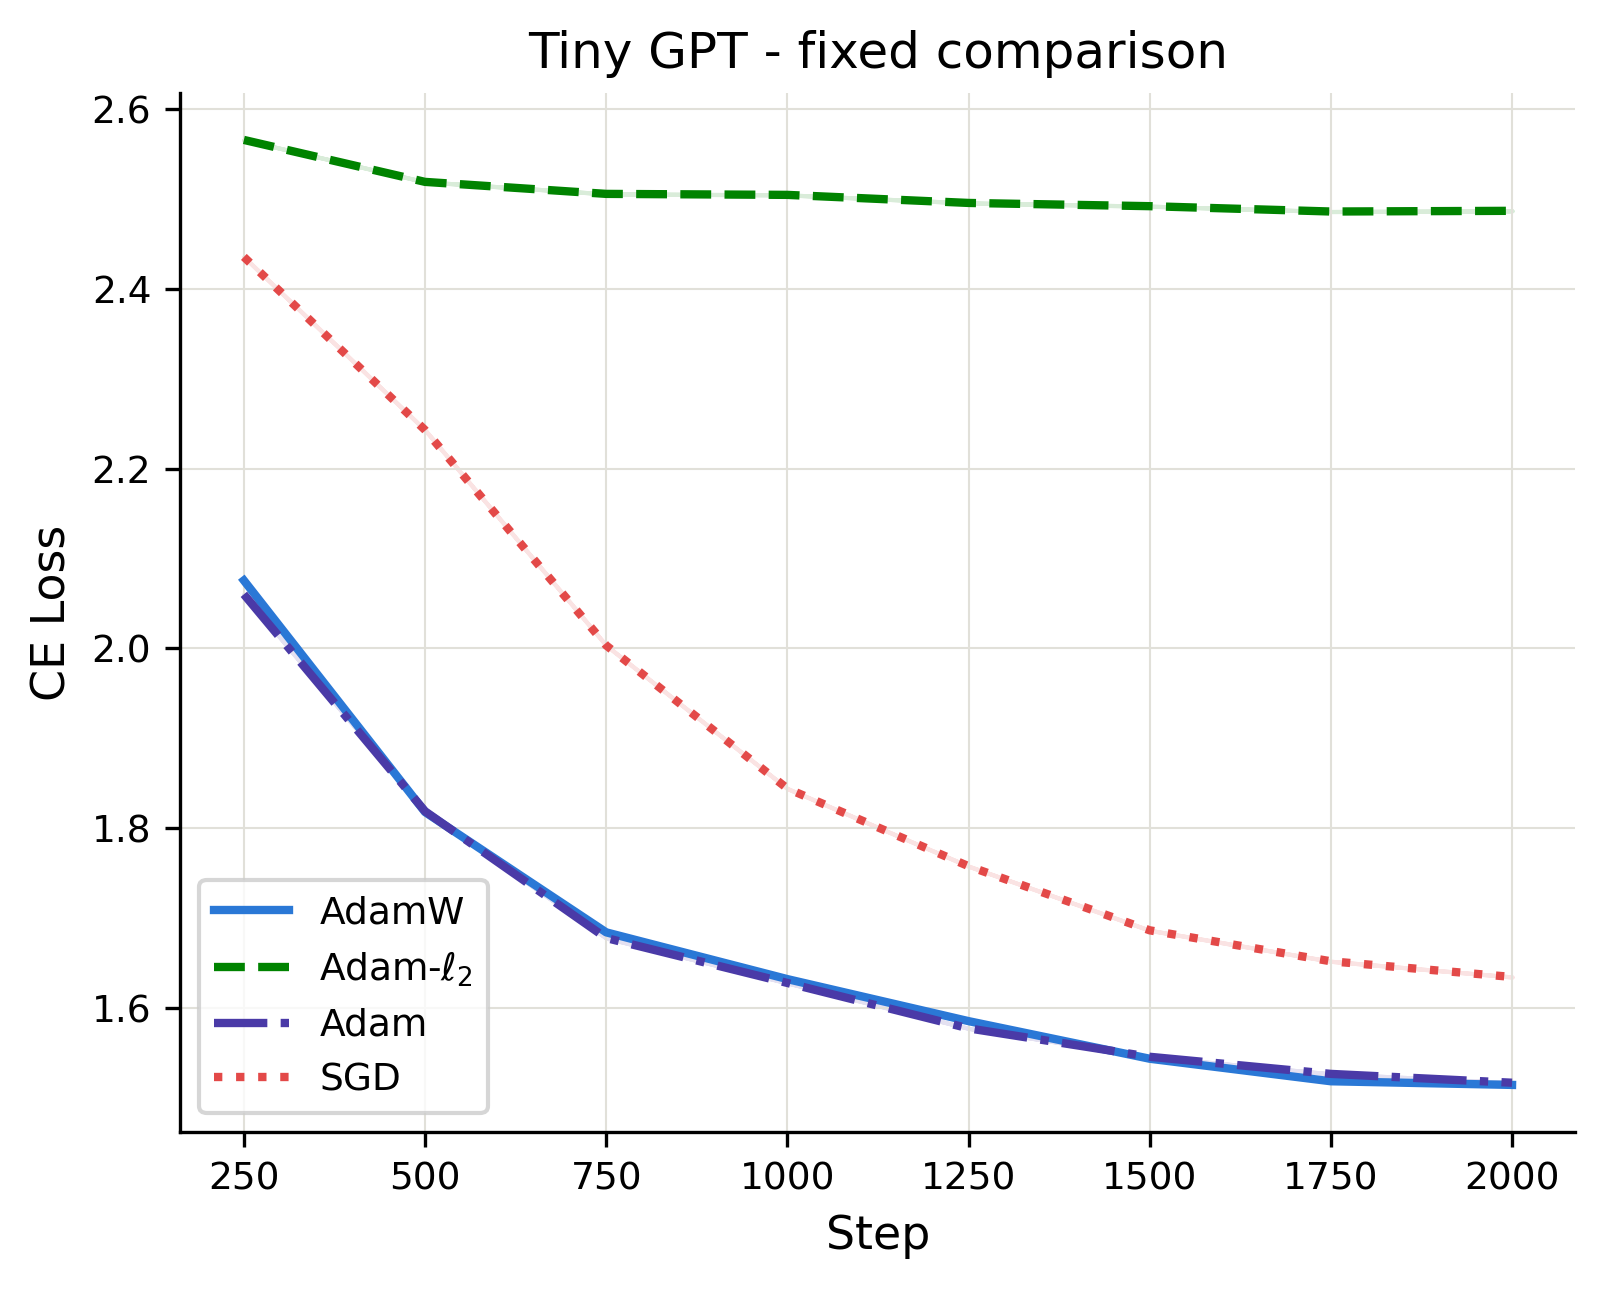 Tiny GPT - fixed comparison
2.6
2.4
2.2
2.0
1.8
1.6
CE Loss
AdamW
Adam-ℓ₂
Adam
SGD
250 500 750 1000 1250 1500 1750 2000
Step